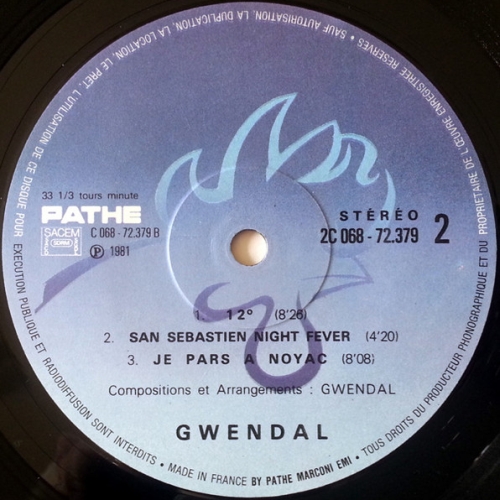 TOUS DROITS DU PRODUCTEUR PHONOGRAPHIQUE ET DU PROPRIETAIRE DE L'ŒUVRE ENREGISTREE RESERVES • SAUF AUTORISATION, LA DUPLICATION, LA LOCATION, LE PRET, L'UTILISATION DE CE DISQUE POUR EXECUTION PUBLIQUE ET RADIODIFFUSION SONT INTERDITS • MADE IN FRANCE BY PATHE MARCONI EMI •
33 1/3 tours minute
PATHE
SACEM
SDRM
C 068 - 72.379 B
℗ 1981
STÉRÉO
2C 068 - 72.379 2
1. 12° (8'26)
2. SAN SEBASTIEN NIGHT FEVER (4'20)
3. JE PARS A NOYAC (8'08)
Compositions et Arrangements : GWENDAL
GWENDAL